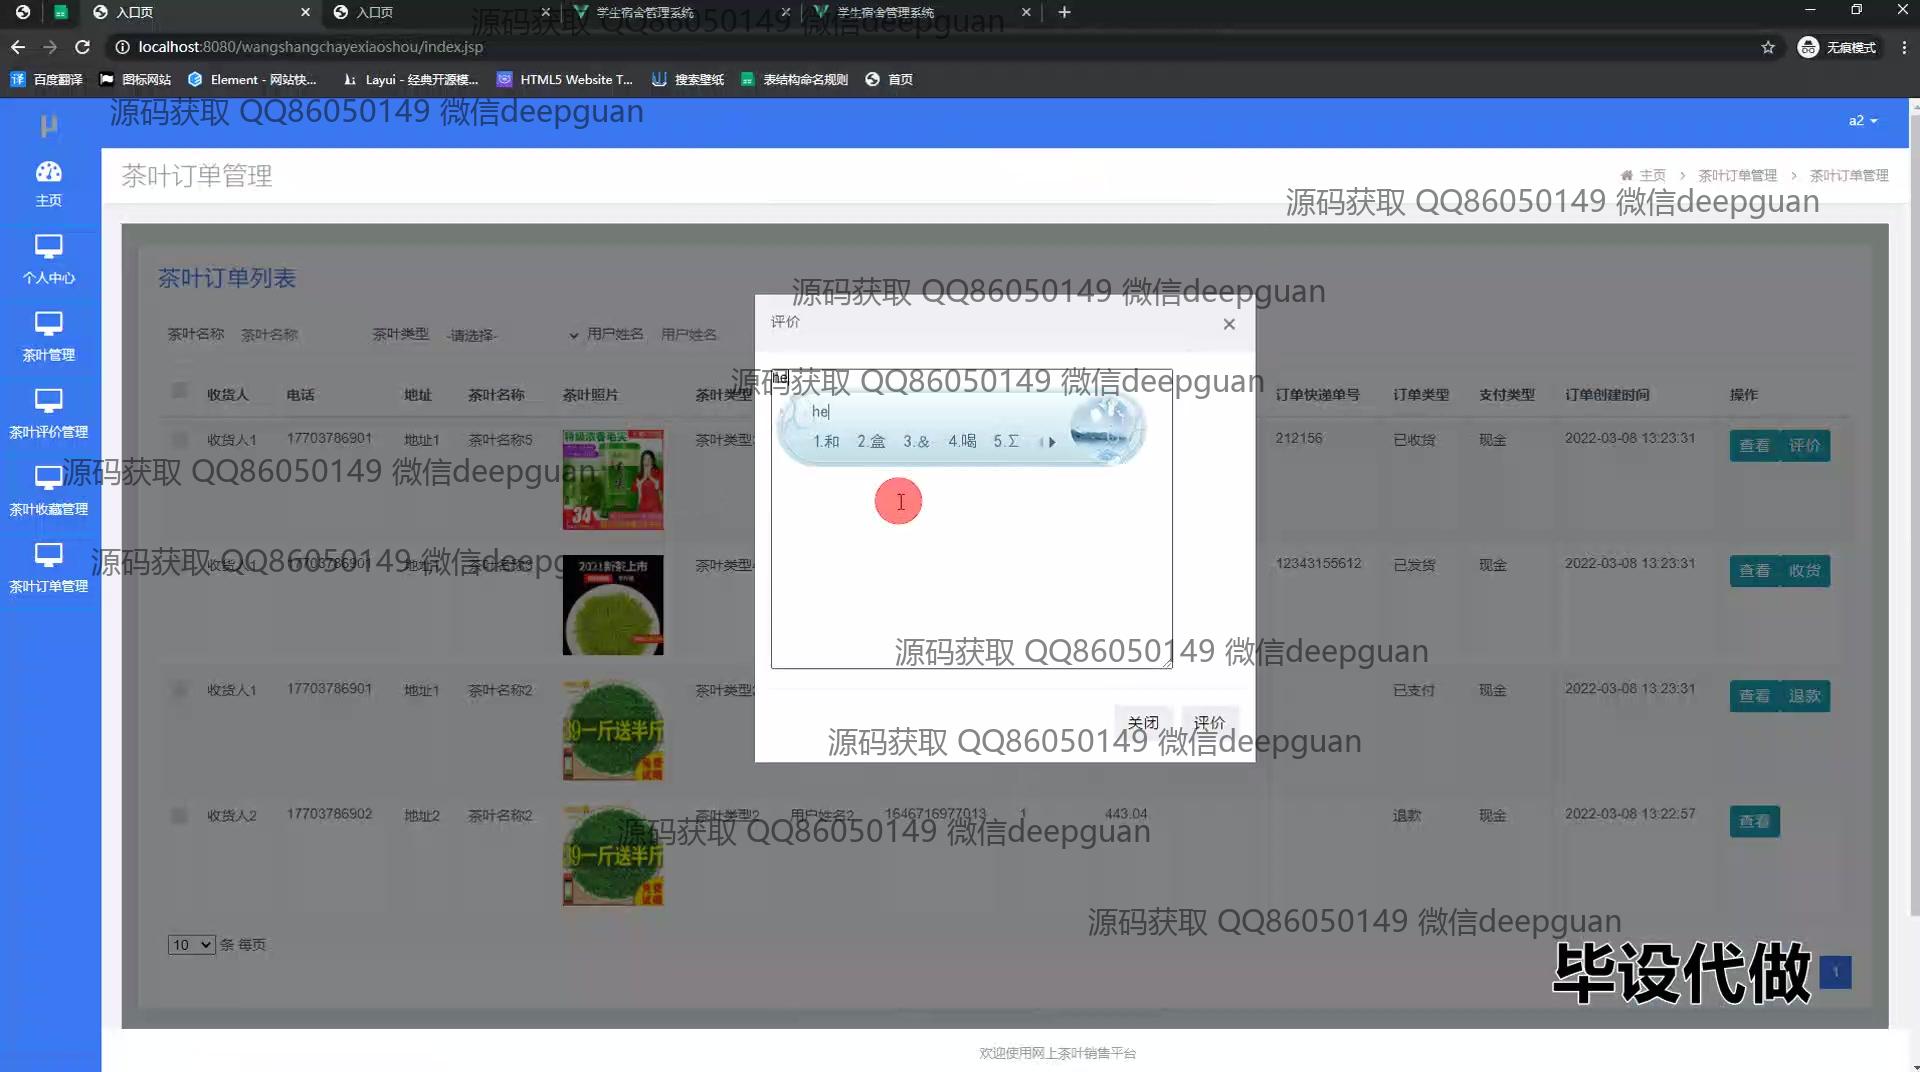 入口页
入口页
学生宿舍管理系统
学生宿舍管理系统
源码获取 QQ86050149 微信deepguan
localhost:8080/wangshangchayexiaoshou/index.jsp
无痕模式
百度翻译
图标网站
Element - 网站快...
Layui - 经典开源模...
HTML5 Website T...
搜索壁纸
表结构命名规则
首页
源码获取 QQ86050149 微信deepguan
a2
主页
个人中心
茶叶管理
茶叶评价管理
茶叶收藏管理
茶叶订单管理
茶叶订单管理
主页 > 茶叶订单管理 > 茶叶订单管理
源码获取 QQ86050149 微信deepguan
茶叶订单列表
源码获取 QQ86050149 微信deepguan
茶叶名称 茶叶名称 茶叶类型 -请选择- 用户姓名 用户姓名
评价
he
源码获取 QQ86050149 微信deepguan
he
1.和 2.盒 3.& 4.喝 5.Σ
收货人 电话 地址 茶叶名称 茶叶照片 茶叶类型 订单快递单号 订单类型 支付类型 订单创建时间 操作
收货人1 17703786901 地址1 茶叶名称5 茶叶类型 212156 已收货 现金 2022-03-08 13:23:31 查看 评价
34
源码获取 QQ86050149 微信deepguan
源码获取 QQ86050149 微信deepg
收货人1 17703786901 地址1 茶叶名称3 茶叶类型 12343155612 已发货 现金 2022-03-08 13:23:31 查看 收货
2021新茶上市
源码获取 QQ86050149 微信deepguan
收货人1 17703786901 地址1 茶叶名称2 茶叶类型 已支付 现金 2022-03-08 13:23:31 查看 退款
39一斤送半斤
关闭 评价
源码获取 QQ86050149 微信deepguan
收货人2 17703786902 地址2 茶叶名称2 茶叶类型2 用户姓名2 1646716977013 1 443.04 退款 现金 2022-03-08 13:22:57 查看
39一斤送半斤
源码获取 QQ86050149 微信deepguan
源码获取 QQ86050149 微信deepguan
10 条 每页
毕设代做
1
欢迎使用网上茶叶销售平台